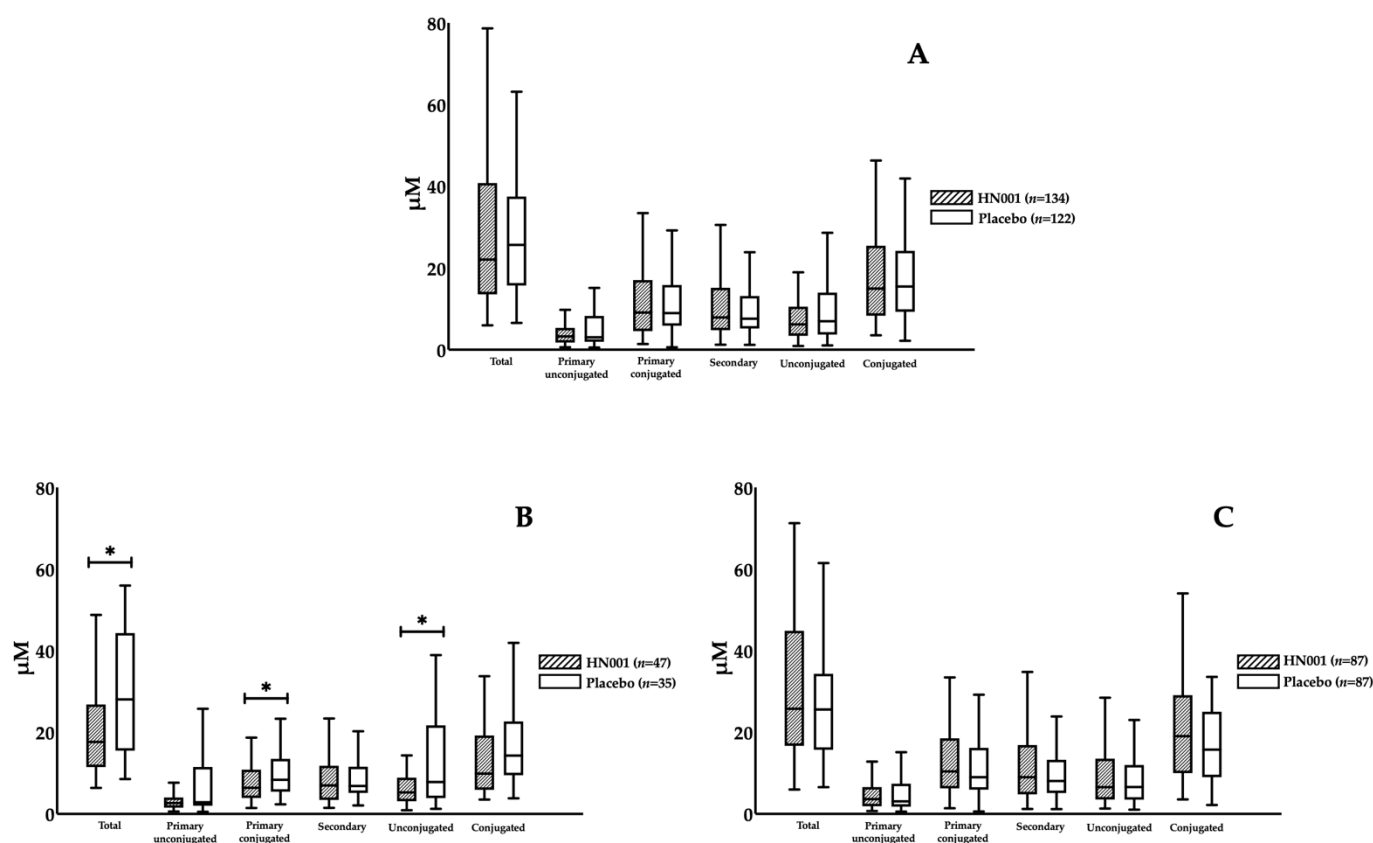 A
80
60
40
20
0
μM
HN001 (n=134)
Placebo (n=122)
Total
Primary
unconjugated
Primary
conjugated
Secondary
Unconjugated
Conjugated
B
80
60
40
20
0
μM
*
*
*
HN001 (n=47)
Placebo (n=35)
Total
Primary
unconjugated
Primary
conjugated
Secondary
Unconjugated
Conjugated
C
80
60
40
20
0
μM
HN001 (n=87)
Placebo (n=87)
Total
Primary
unconjugated
Primary
conjugated
Secondary
Unconjugated
Conjugated